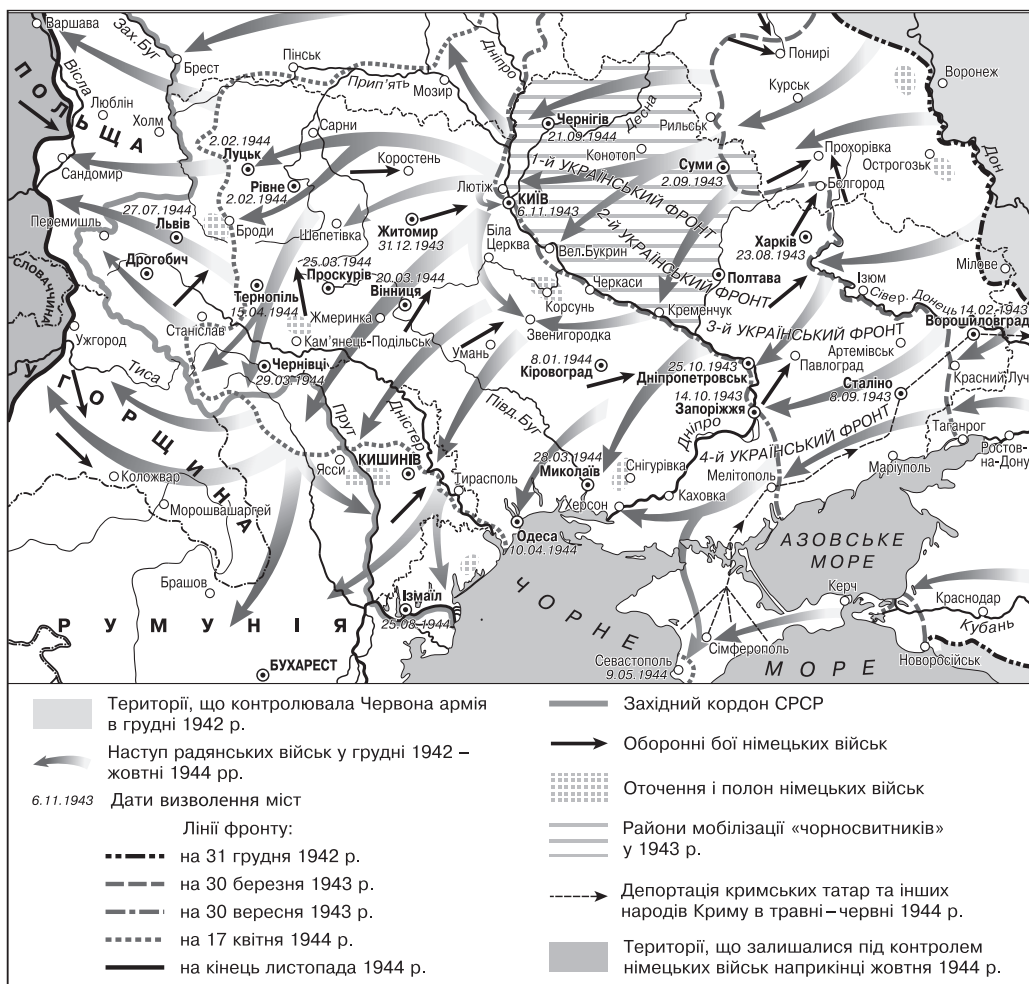 Варшава
Зах. Буг
Вісла
Брест
Пінськ
Прип'ять
Мозир
Дніпро
Понирі
Воронеж
Курськ
ПОЛЬЩА
Люблін
Холм
Сарни
Чернігів
21.09.1944
Десна
Рильськ
Прохорівка
Острогозьк
Дон
2.02.1944
Луцьк
Рівне
2.02.1944
Коростень
Конотоп
Суми
2.09.1943
Бєлгород
Сандомир
Лютіж
КИЇВ
6.11.1943
1-й УКРАЇНСЬКИЙ ФРОНТ
Перемишль
27.07.1944
Львів
Броди
Шепетівка
Житомир
31.12.1943
Біла
Церква
Вел.Букрин
2-й УКРАЇНСЬКИЙ ФРОНТ
Харків
23.08.1943
Мілове
СЛОВАЧЧИНА
Дрогобич
25.03.1944
Проскурів
20.03.1944
Вінниця
Полтава
Ізюм
Сівер. Донець
14.02.1943
Ворошиловград
Тернопіль
15.04.1944
Жмеринка
Корсунь
Черкаси
Кременчук
3-й УКРАЇНСЬКИЙ ФРОНТ
Станіслав
Кам'янець-Подільськ
Звенигородка
Умань
Артемівськ
Павлоград
Ужгород
УГОРЩИНА
Тиса
Чернівці
29.03.1944
8.01.1944
Кіровоград
25.10.1943
Дніпропетровськ
14.10.1943
Запоріжжя
Сталіно
8.09.1943
Красний Луч
Прут
Дністер
Півд.Буг
Дніпро
4-й УКРАЇНСЬКИЙ ФРОНТ
Таганрог
Ростов-
на-Дону
Коложвар
Морошвашаргей
Ясси
КИШИНІВ
Тирасполь
28.03.1944
Миколаїв
Снігурівка
Херсон
Каховка
Мелітополь
Маріуполь
Одеса
10.04.1944
АЗОВСЬКЕ
МОРЕ
Брашов
Ізмаїл
25.08.1944
ЧОРНЕ
Керч
Краснодар
Кубань
РУМУНІЯ
БУХАРЕСТ
Севастополь
9.05.1944
Сімферополь
МОРЕ
Новоросійськ
Території, що контролювала Червона армія
в грудні 1942 р.
Наступ радянських військ у грудні 1942 –
жовтні 1944 рр.
6.11.1943 Дати визволення міст
Лінії фронту:
на 31 грудня 1942 р.
на 30 березня 1943 р.
на 30 вересня 1943 р.
на 17 квітня 1944 р.
на кінець листопада 1944 р.
Західний кордон СРСР
Оборонні бої німецьких військ
Оточення і полон німецьких військ
Райони мобілізації «чорносвитників»
у 1943 р.
Депортація кримських татар та інших
народів Криму в травні–червні 1944 р.
Території, що залишалися під контролем
німецьких військ наприкінці жовтня 1944 р.